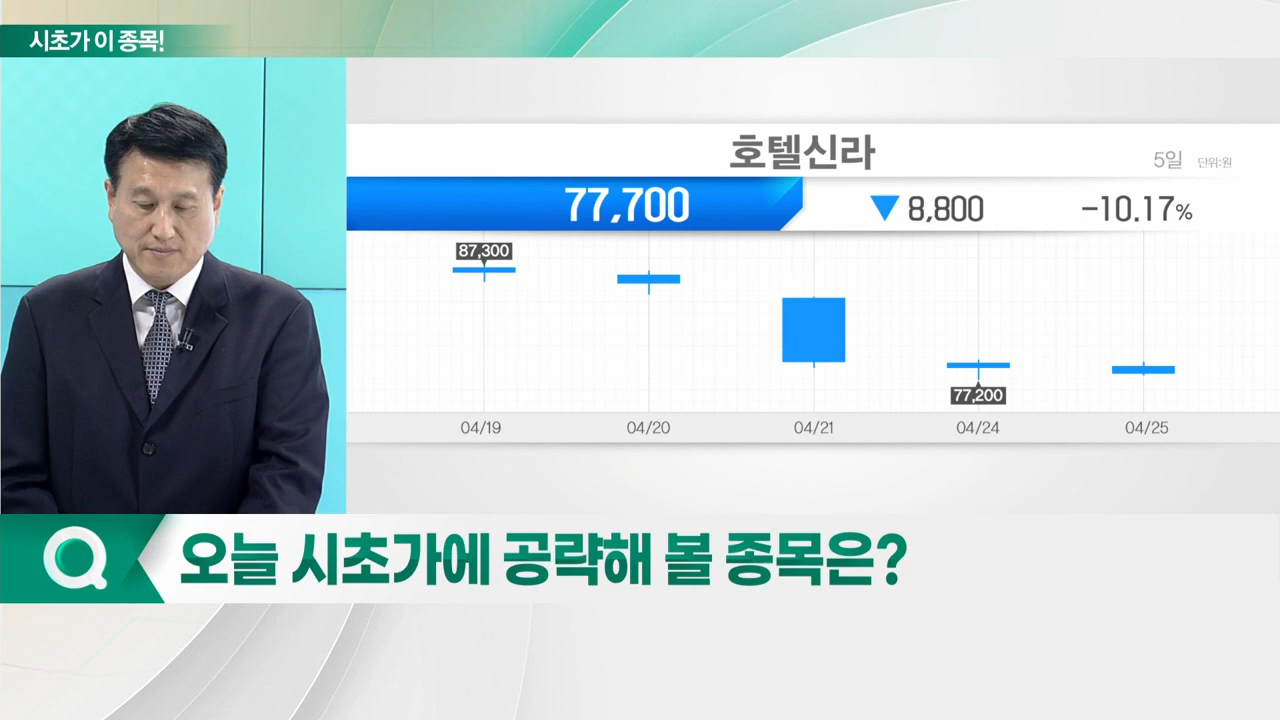 시초가 이 종목!
호텔신라
5일 단위:원
77,700 ▼ 8,800 -10.17%
87,300
77,200
04/19 04/20 04/21 04/24 04/25
오늘 시초가에 공략해 볼 종목은?